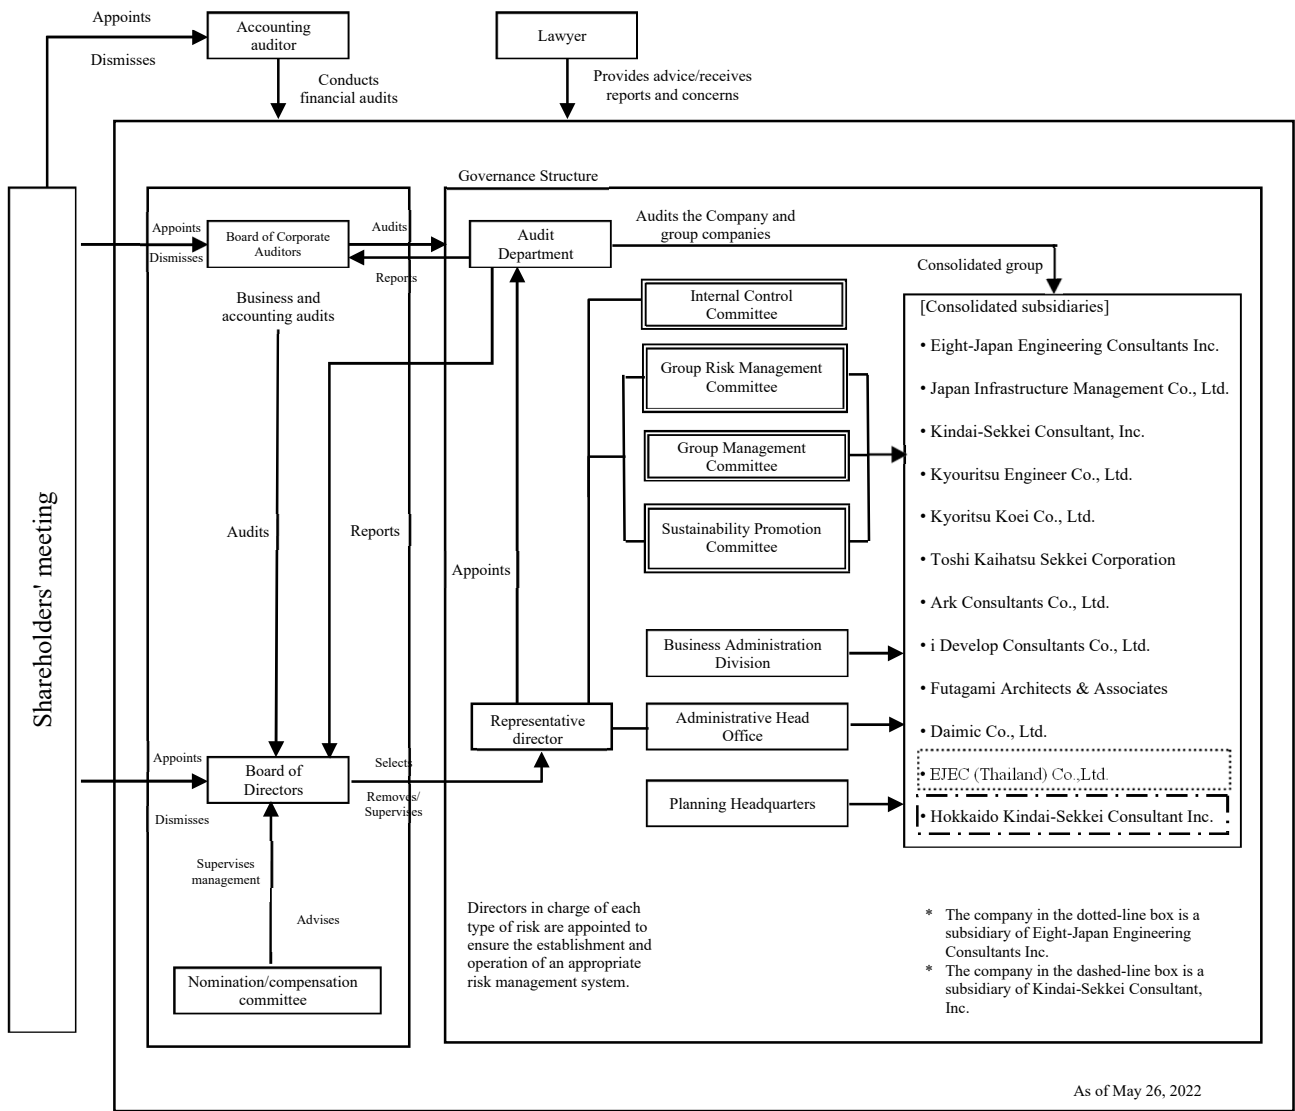 Appoints
Dismisses
Accounting
auditor
Lawyer
Conducts
financial audits
Provides advice/receives
reports and concerns
Governance Structure
Shareholders' meeting
Appoints
Dismisses
Board of Corporate
Auditors
Audits
Reports
Audit
Department
Audits the Company and
group companies
Consolidated group
Business and
accounting audits
Internal Control
Committee
Group Risk Management
Committee
Group Management
Committee
Sustainability Promotion
Committee
Audits
Reports
Appoints
Business Administration
Division
Representative
director
Administrative Head
Office
Planning Headquarters
[Consolidated subsidiaries]
• Eight-Japan Engineering Consultants Inc.
• Japan Infrastructure Management Co., Ltd.
• Kindai-Sekkei Consultant, Inc.
• Kyouritsu Engineer Co., Ltd.
• Kyoritsu Koei Co., Ltd.
• Toshi Kaihatsu Sekkei Corporation
• Ark Consultants Co., Ltd.
• i Develop Consultants Co., Ltd.
• Futagami Architects & Associates
• Daimic Co., Ltd.
• EJEC (Thailand) Co.,Ltd.
• Hokkaido Kindai-Sekkei Consultant Inc.
Appoints
Dismisses
Board of
Directors
Selects
Removes/
Supervises
Supervises
management
Advises
Nomination/compensation
committee
Directors in charge of each
type of risk are appointed to
ensure the establishment and
operation of an appropriate
risk management system.
* The company in the dotted-line box is a
subsidiary of Eight-Japan Engineering
Consultants Inc.
* The company in the dashed-line box is a
subsidiary of Kindai-Sekkei Consultant,
Inc.
As of May 26, 2022